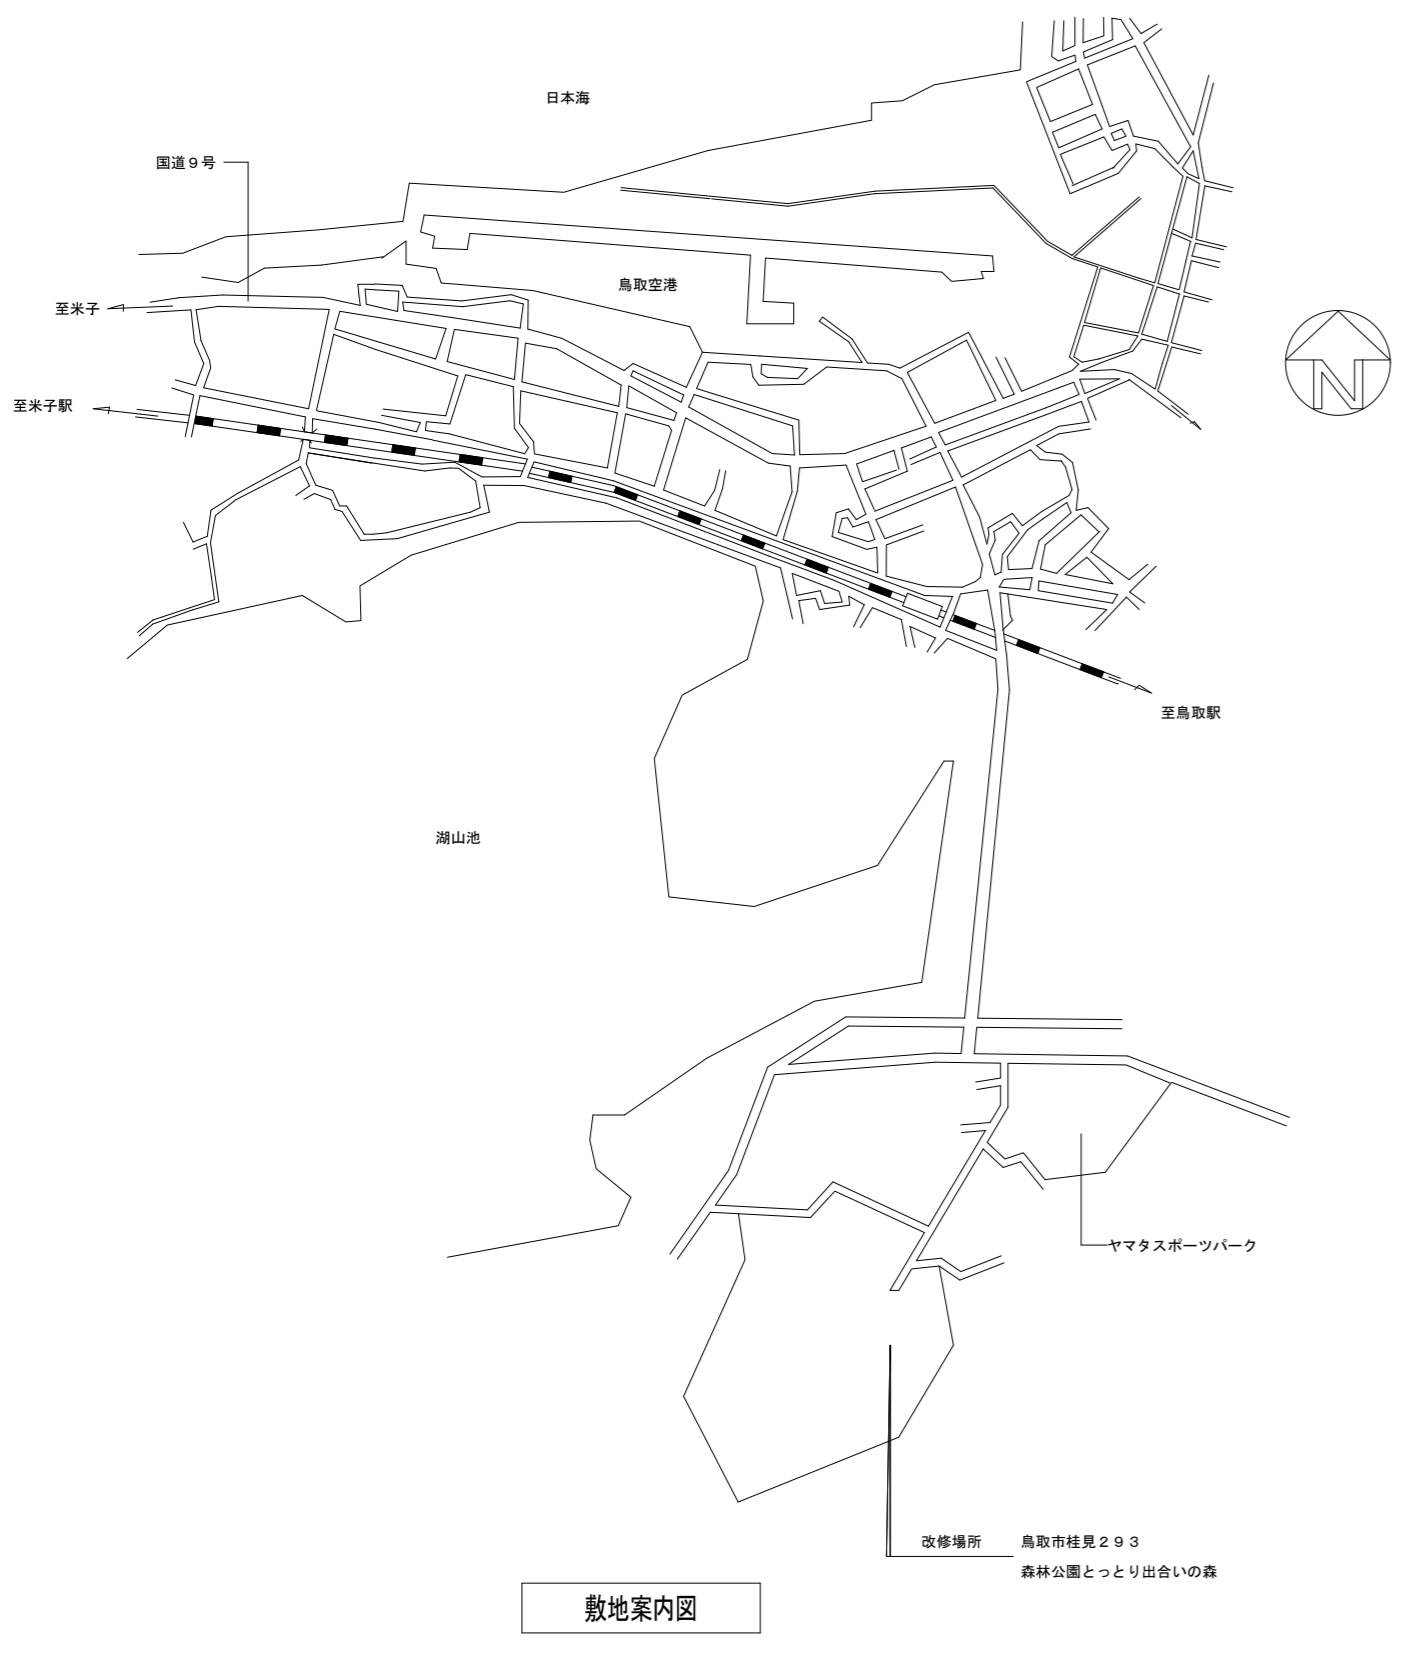 日本海
国道９号
鳥取空港
至米子
至米子駅
N
至鳥取駅
湖山池
ヤマタスポーツパーク
改修場所
鳥取市桂見２９３
森林公園とっとり出合いの森
敷地案内図